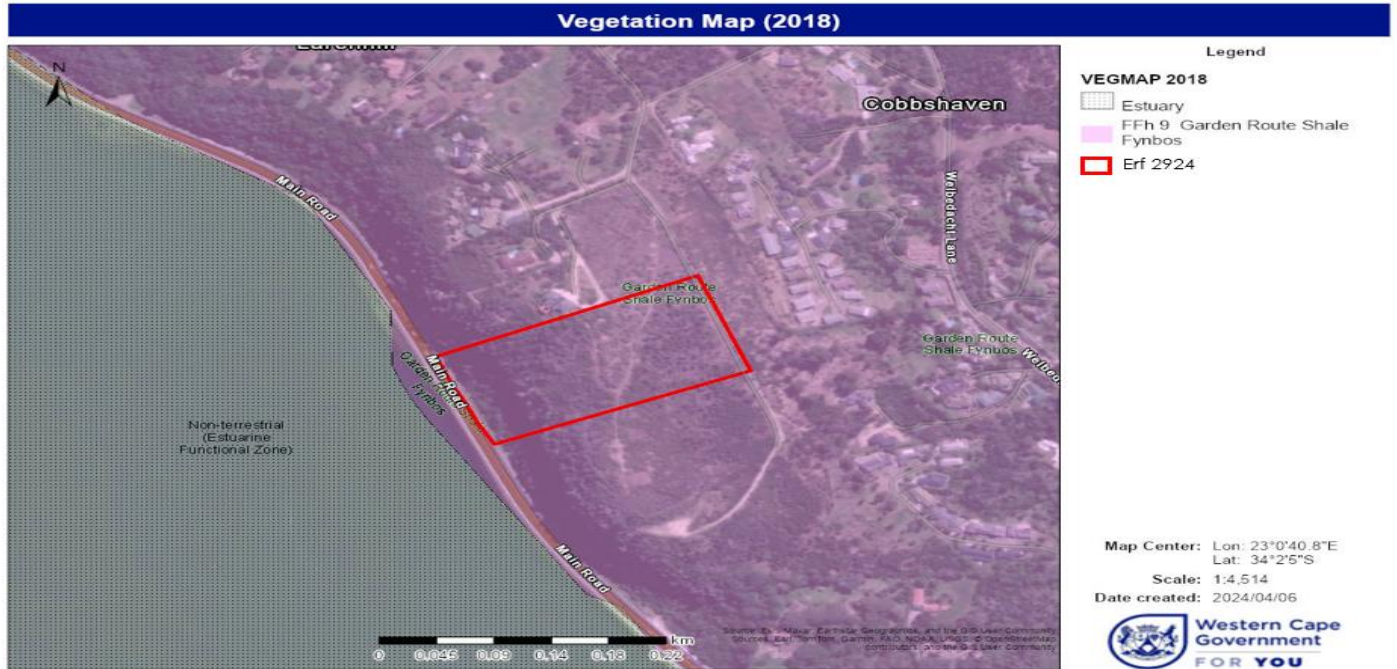 Vegetation Map (2018)
N
Cobbshaven
Main Road
Welbedacht Lane
Garden Route
Shale Fynbos
Garden Route
Shale Fynbos
Main Road
Non-terrestrial
(Estuarine
Functional Zone)
Main Road
km
0 0.045 0.09 0.14 0.18 0.22
Legend
VEGMAP 2018
Estuary
FFh 9 Garden Route Shale
Fynbos
Erf 2924
Map Center: Lon: 23°0'40.8"E
Lat: 34°2'5"S
Scale: 1:4,514
Date created: 2024/04/06
Western Cape
Government
FOR YOU